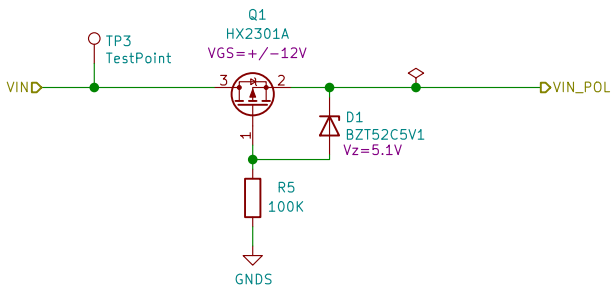 Q1
HX2301A
VGS=+/-12V
TP3
TestPoint
VIN
3
2
VIN_POL
1
D1
BZT52C5V1
Vz=5.1V
R5
100K
GNDS